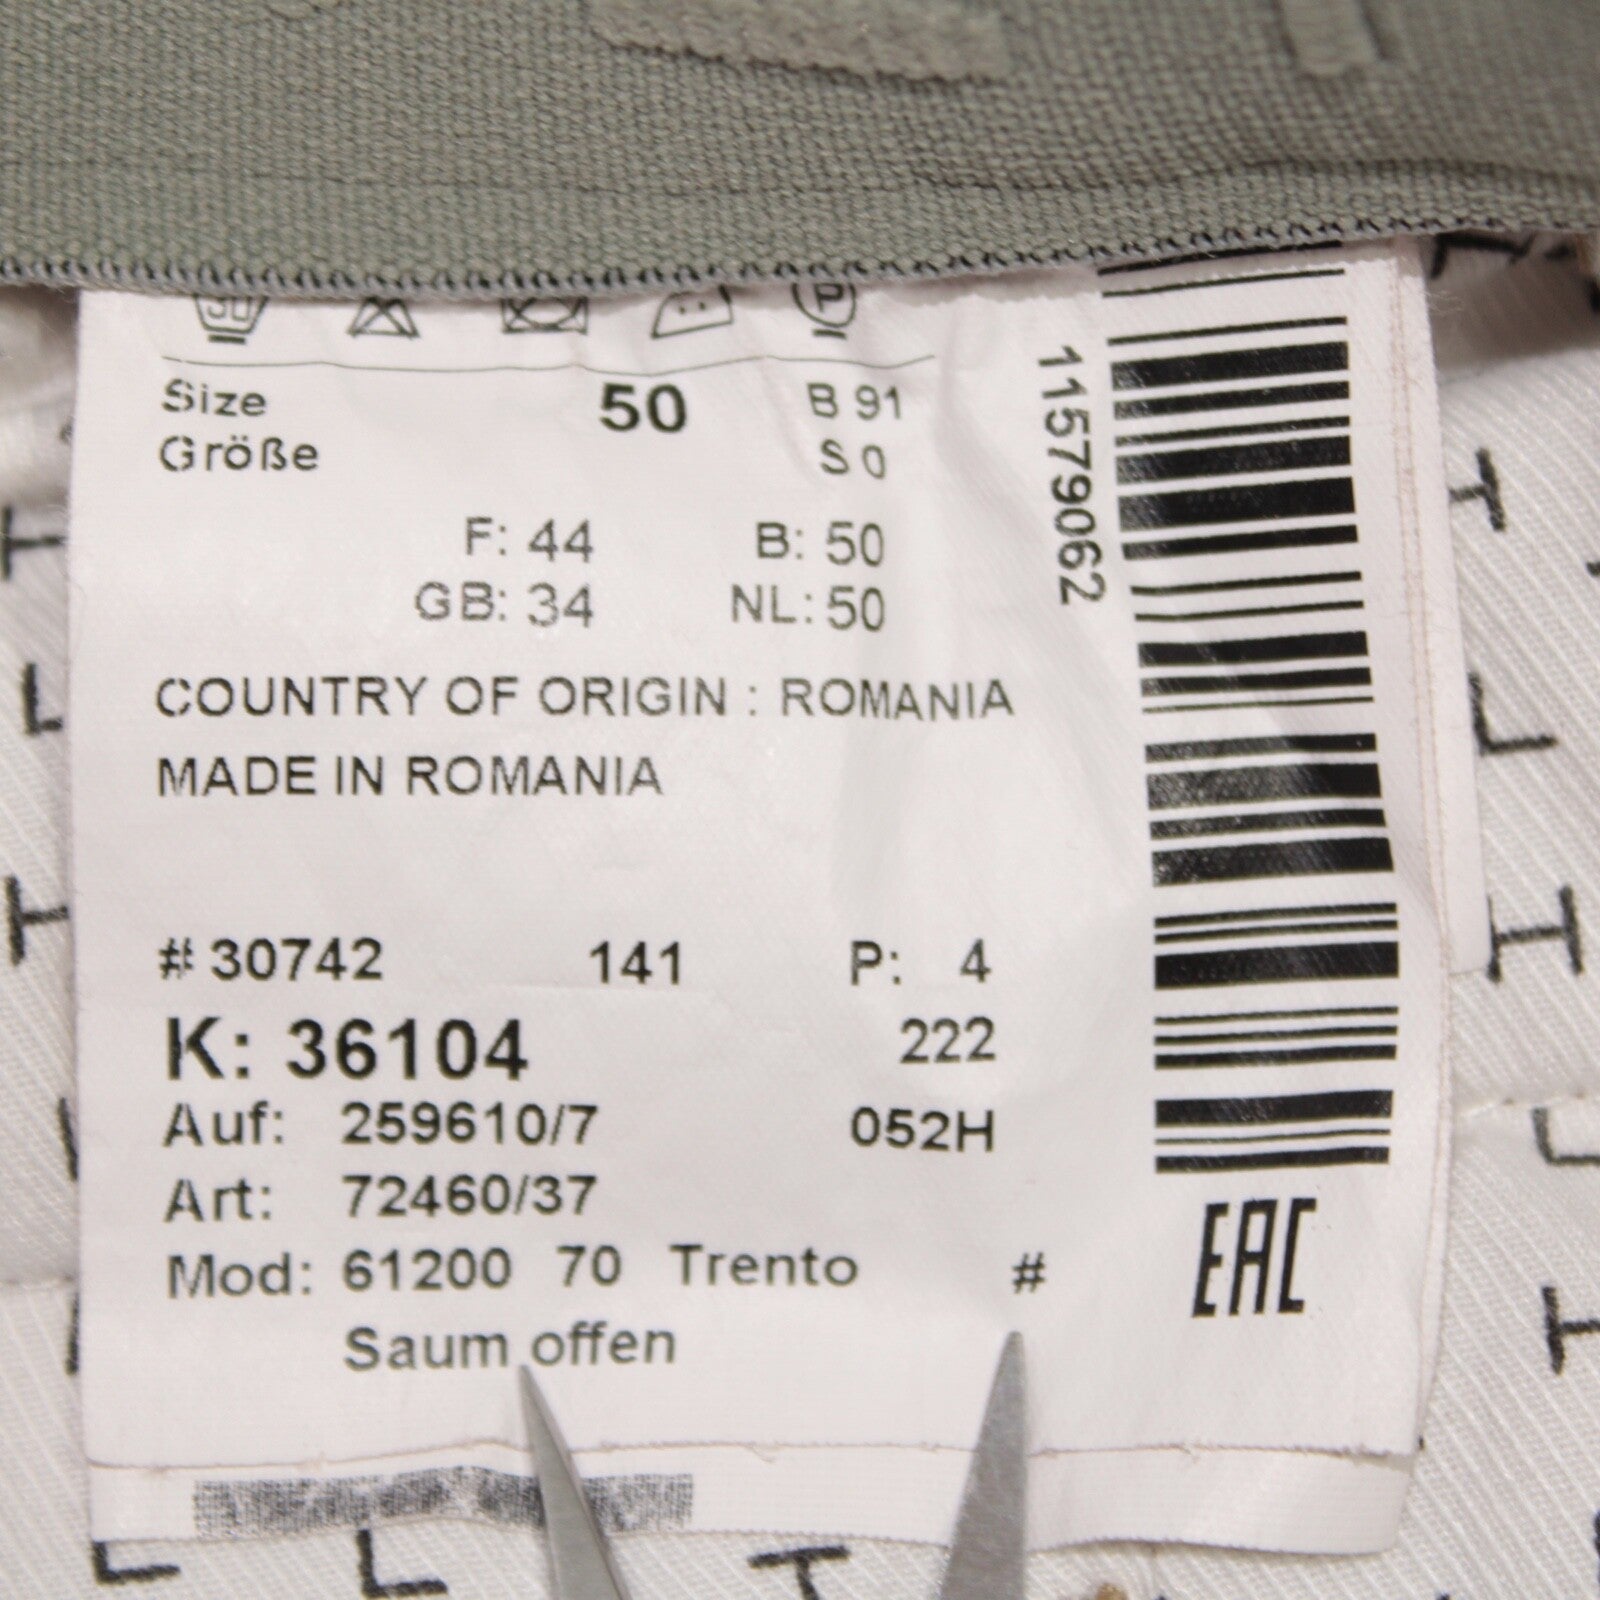 30 P
Size 50 B 91
Größe S 0
F: 44 B: 50
GB: 34 NL: 50
COUNTRY OF ORIGIN : ROMANIA
MADE IN ROMANIA
# 30742 141 P: 4
K: 36104 222
Auf: 259610/7 052H
Art: 72460/37
Mod: 61200 70 Trento #
Saum offen
11579062
EAC